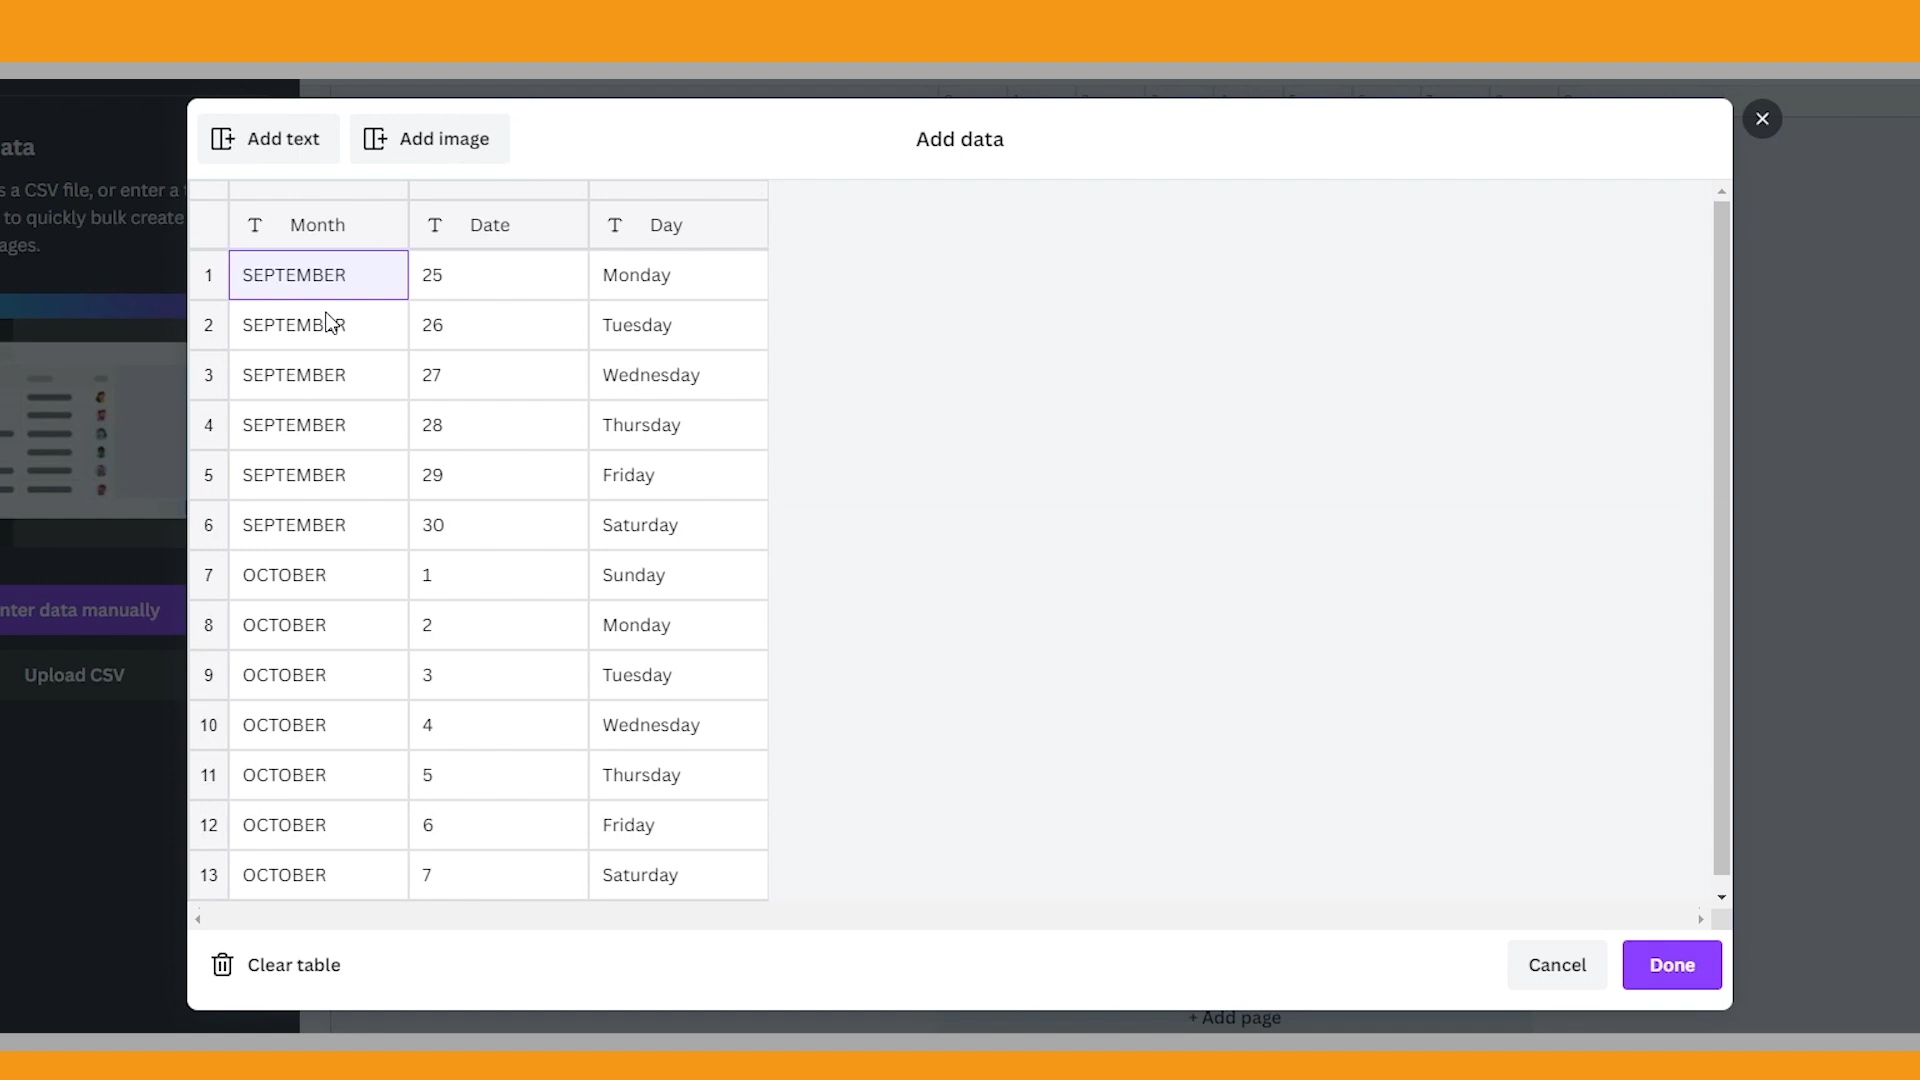 Add text
Add image
Add data
ata
s a CSV file, or enter a
to quickly bulk create
ages.
Month Date Day
1 SEPTEMBER 25 Monday
2 SEPTEMBER 26 Tuesday
3 SEPTEMBER 27 Wednesday
4 SEPTEMBER 28 Thursday
5 SEPTEMBER 29 Friday
6 SEPTEMBER 30 Saturday
7 OCTOBER 1 Sunday
8 OCTOBER 2 Monday
9 OCTOBER 3 Tuesday
10 OCTOBER 4 Wednesday
11 OCTOBER 5 Thursday
12 OCTOBER 6 Friday
13 OCTOBER 7 Saturday
nter data manually
Upload CSV
Clear table
Cancel
Done
+ Add page